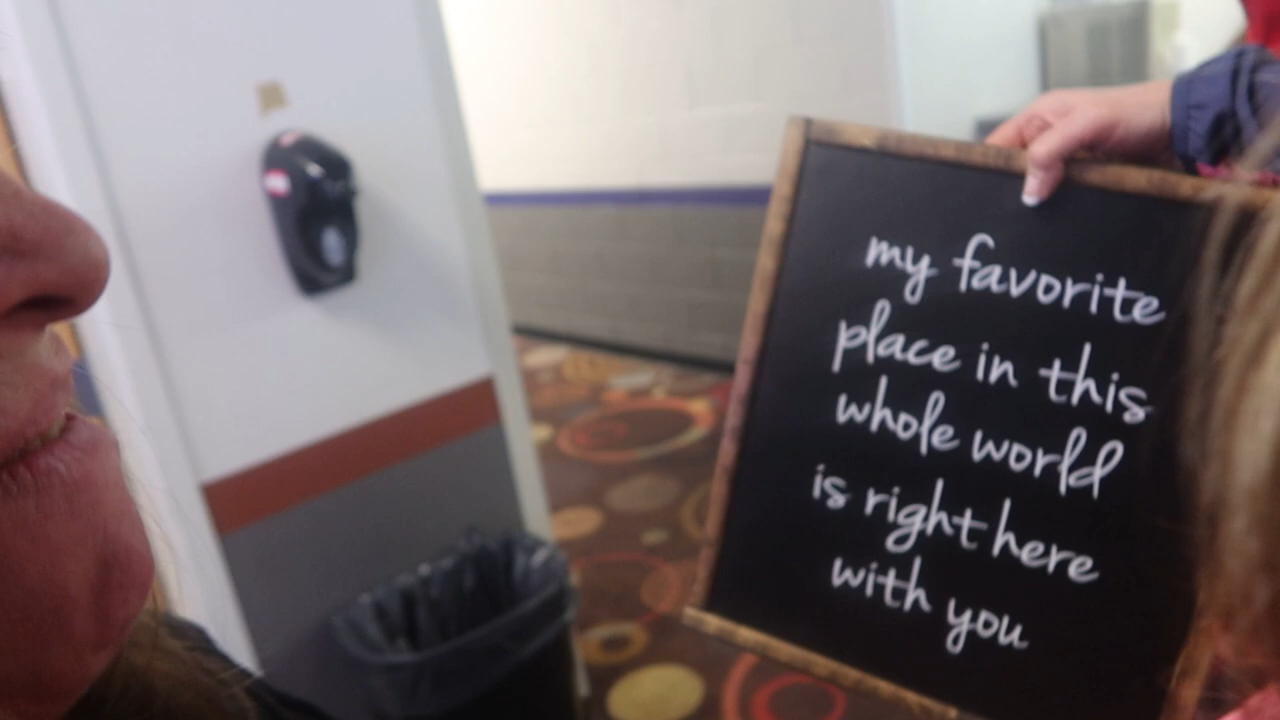 my favorite
place in this
whole world
is right here
with you